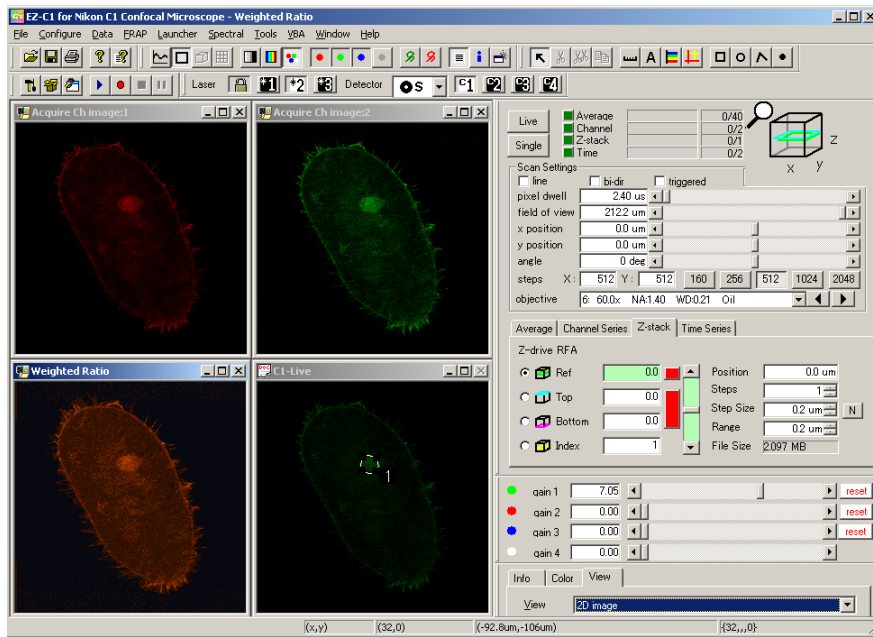 EZ-C1 for Nikon C1 Confocal Microscope - Weighted Ratio
File Configure Data FRAP Launcher Spectral Tools VBA Window Help
Laser 1 2 3 Detector S C1 C2 C3 C4
Acquire Ch image:1
Acquire Ch image:2
Weighted Ratio
C1-Live
1
Live
Single
Average 0/40
Channel 0/2
Z-stack 0/1
Time 0/2
Z
X
y
Scan Settings
line bi-dir triggered
pixel dwell 2.40 us
field of view 212.2 um
x position 0.0 um
y position 0.0 um
angle 0 deg
steps X: 512 Y: 512 160 256 512 1024 2048
objective 6: 60.0x NA:1.40 WD:0.21 Oil
Average Channel Series Z-stack Time Series
Z-drive RFA
Ref 0.0 Position 0.0 um
Top 0.0 Steps 1
Step Size 0.2 um N
Bottom 0.0 Range 0.2 um
Index 1 File Size 2.097 MB
gain 1 7.05 reset
gain 2 0.00 reset
gain 3 0.00 reset
gain 4 0.00
Info Color View
View 2D image
(x,y) (32,0) (-92.8um,-106um) {32,,,0}